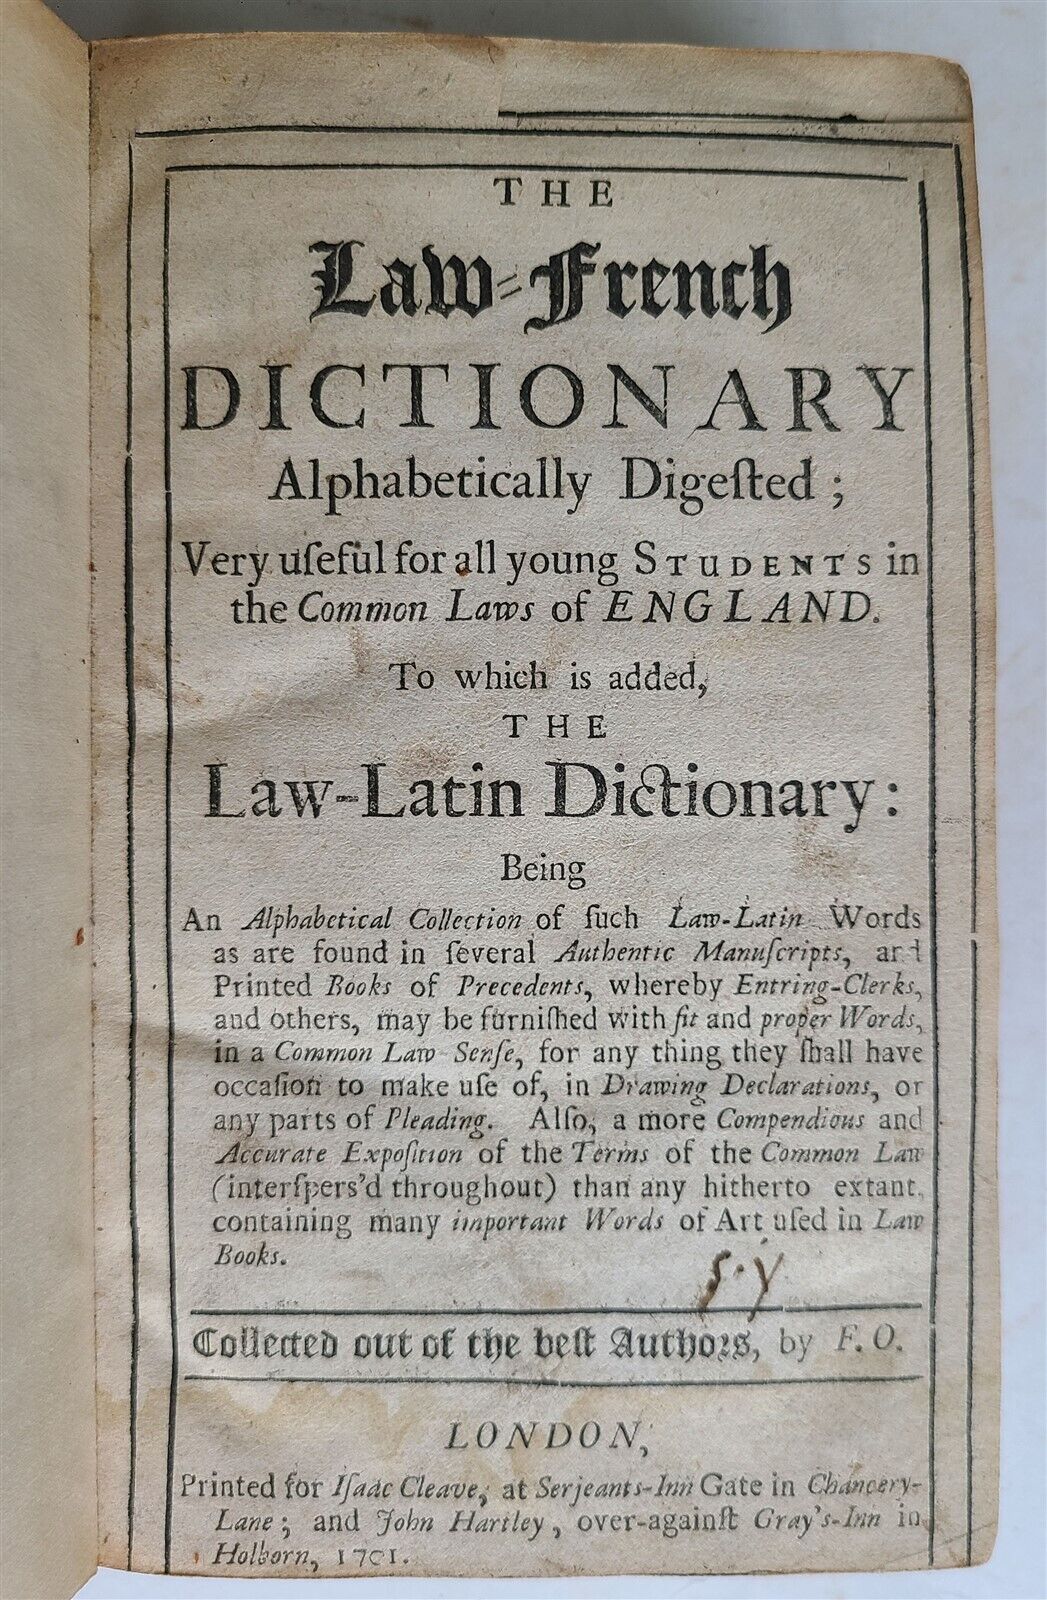 THE
Law-French
DICTIONARY
Alphabetically Digeſted;
Very uſeful for all young STUDENTS in
the Common Laws of ENGLAND.
To which is added,
THE
Law-Latin Dictionary:
Being
An Alphabetical Collection of ſuch Law-Latin Words
as are found in ſeveral Authentic Manuſcripts, and
Printed Books of Precedents, whereby Entring-Clerks,
and others, may be furniſhed with fit and proper Words,
in a Common Law Senſe, for any thing they ſhall have
occaſion to make uſe of, in Drawing Declarations, or
any parts of Pleading. Alſo, a more Compendious and
Accurate Expoſition of the Terms of the Common Law
(interſpers'd throughout) than any hitherto extant,
containing many important Words of Art uſed in Law
Books.
Collected out of the beſt Authors, by F. O.
LONDON,
Printed for Iſaac Cleave, at Serjeants-Inn Gate in Chancery-
Lane; and John Hartley, over-againſt Gray's-Inn in
Holborn, 1701.